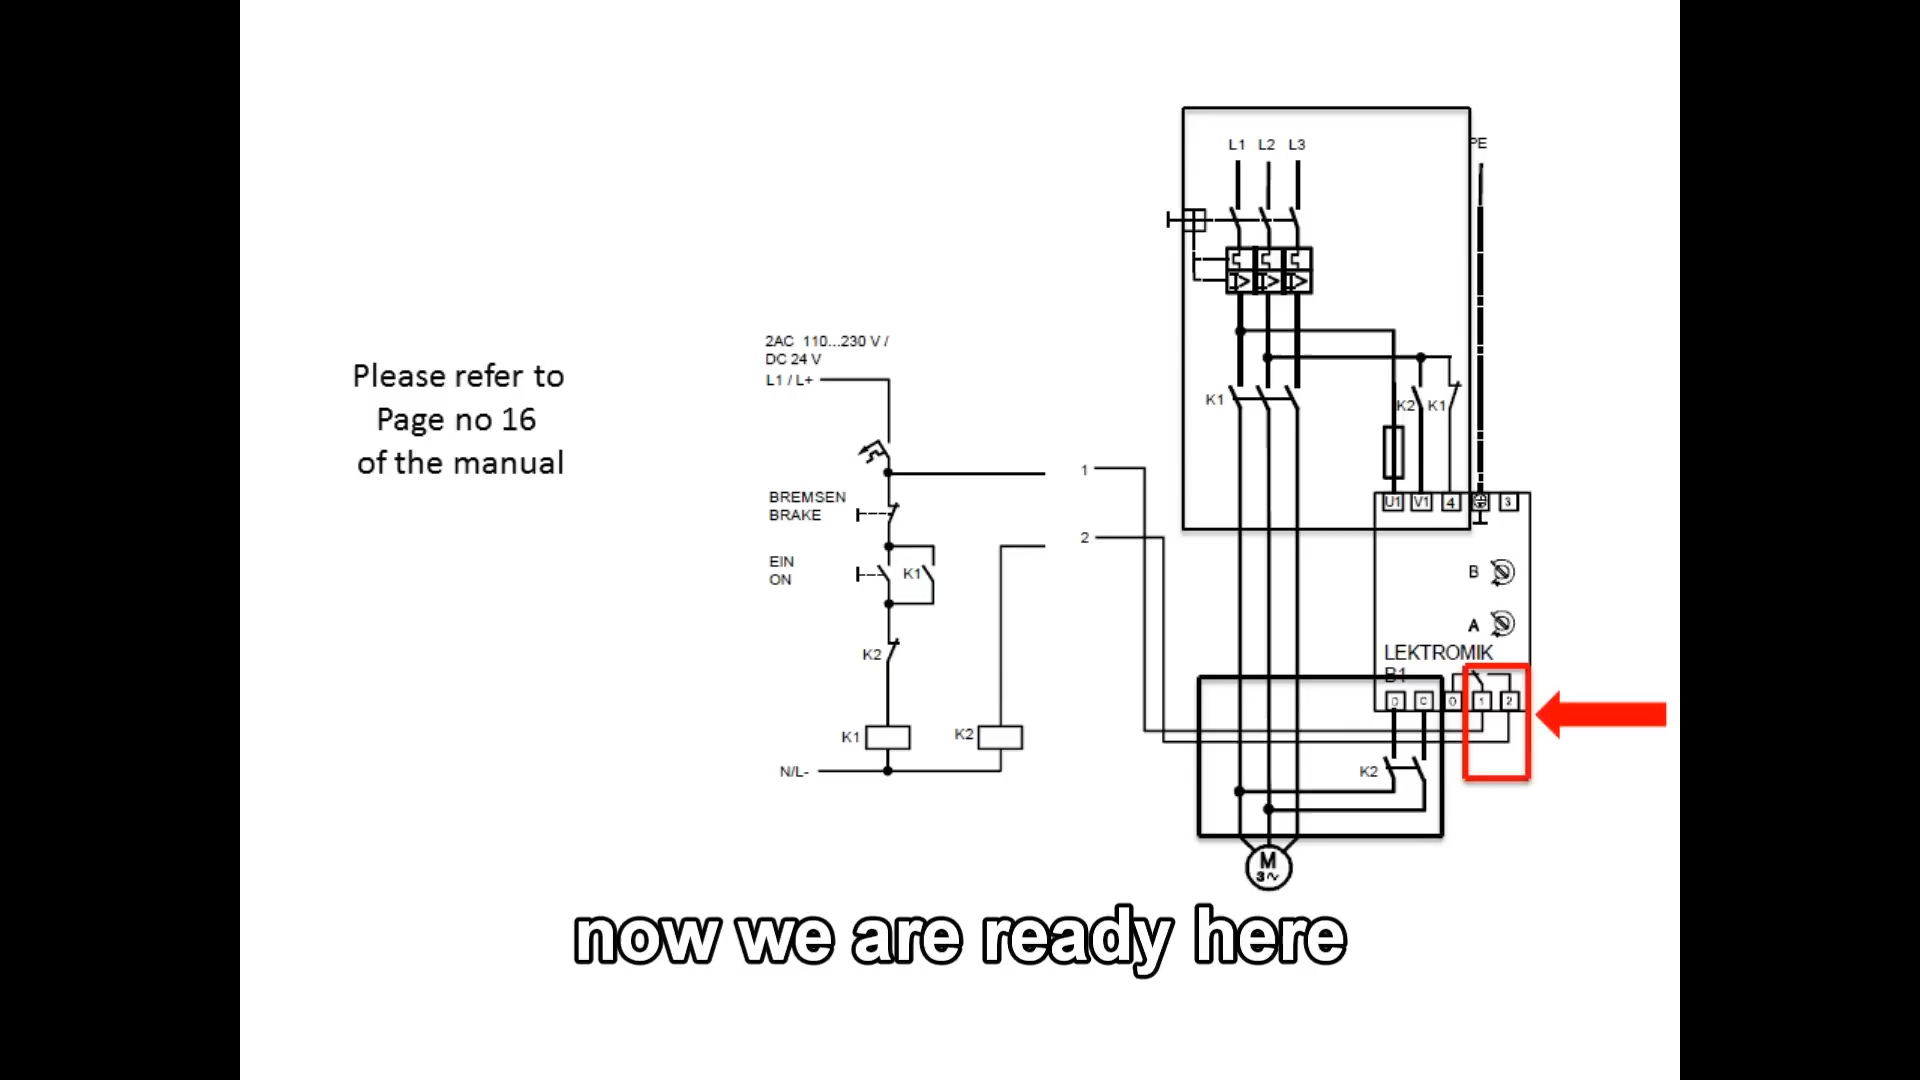 Please refer to
Page no 16
of the manual
2AC 110...230 V /
DC 24 V
L1 / L+
BREMSEN
BRAKE
EIN
ON
K1
K2
K1
K2
N/L-
1
2
L1 L2 L3
PE
K1
K2 K1
U1 V1 4 3
B
A
LEKTROMIK
B1
0 1 2
K2
M
3~
now we are ready here